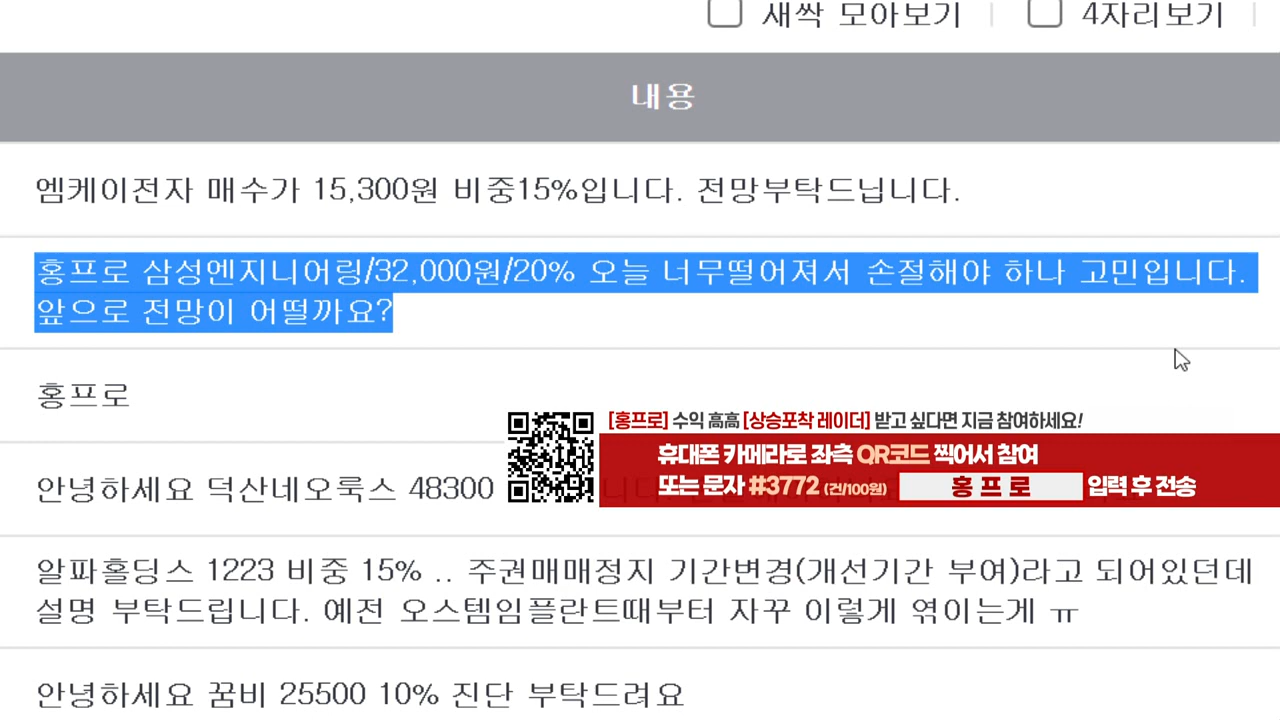 새싹 모아보기
4자리보기
내용
엠케이전자 매수가 15,300원 비중15%입니다. 전망부탁드닙니다.
홍프로 삼성엔지니어링/32,000원/20% 오늘 너무떨어져서 손절해야 하나 고민입니다.
앞으로 전망이 어떨까요?
홍프로
[홍프로] 수익 高高 [상승포착 레이더] 받고 싶다면 지금 참여하세요!
휴대폰 카메라로 좌측 QR코드 찍어서 참여
또는 문자 #3772 (건/100원) 홍프로 입력 후 전송
안녕하세요 덕산네오룩스 48300
알파홀딩스 1223 비중 15% .. 주권매매정지 기간변경(개선기간 부여)라고 되어있던데
설명 부탁드립니다. 예전 오스템임플란트때부터 자꾸 이렇게 엮이는게 ㅠ
안녕하세요 꿈비 25500 10% 진단 부탁드려요